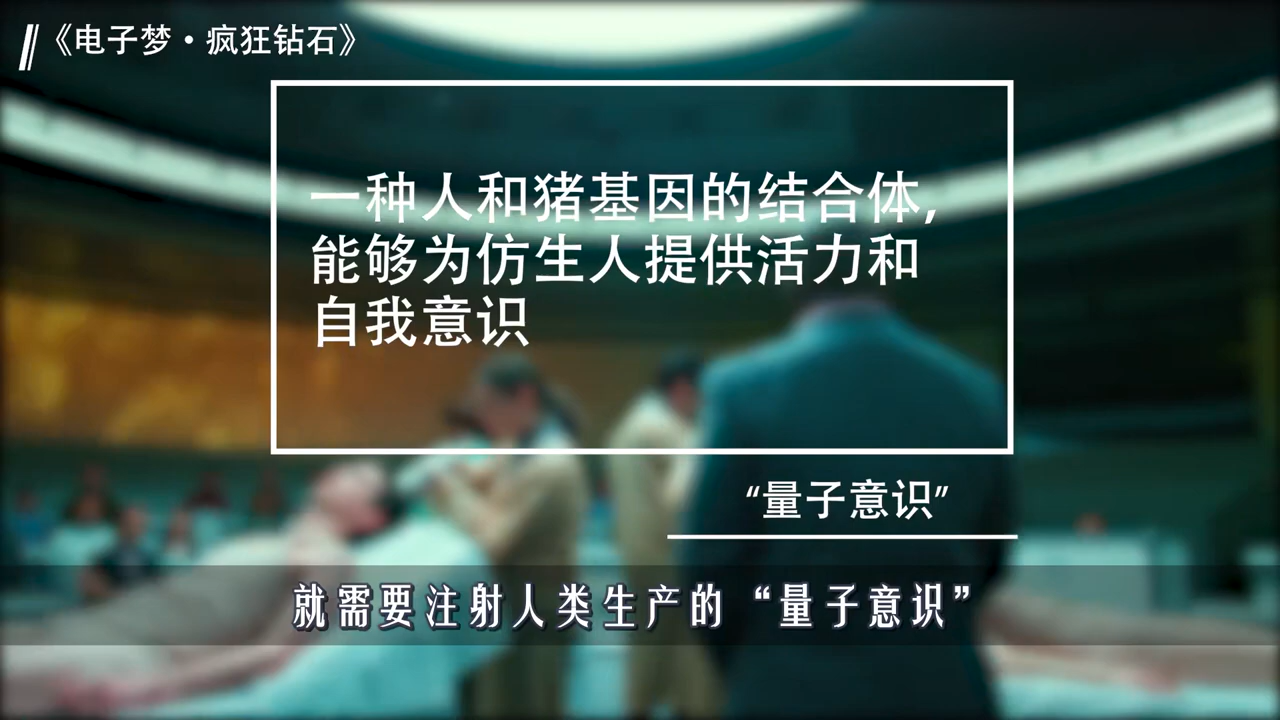 《电子梦·疯狂钻石》
一种人和猪基因的结合体,
能够为仿生人提供活力和
自我意识
“量子意识”
就需要注射人类生产的“量子意识”